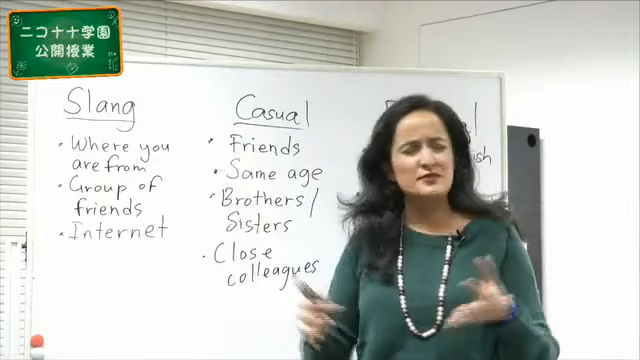 ニコ十十学園
公開授業
Slang
· Where you
are from
· Group of
friends
· Internet
Casual
· Friends
· Same age
· Brothers/
Sisters
· Close
colleagues